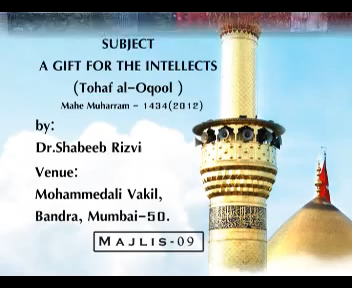 SUBJECT
A GIFT FOR THE INTELLECTS
(Tohaf al-Oqool )
Mahe Muharram - 1434(2012)
by:
Dr.Shabeeb Rizvi
Venue:
Mohammedali Vakil,
Bandra, Mumbai-50.
MAJLIS-09